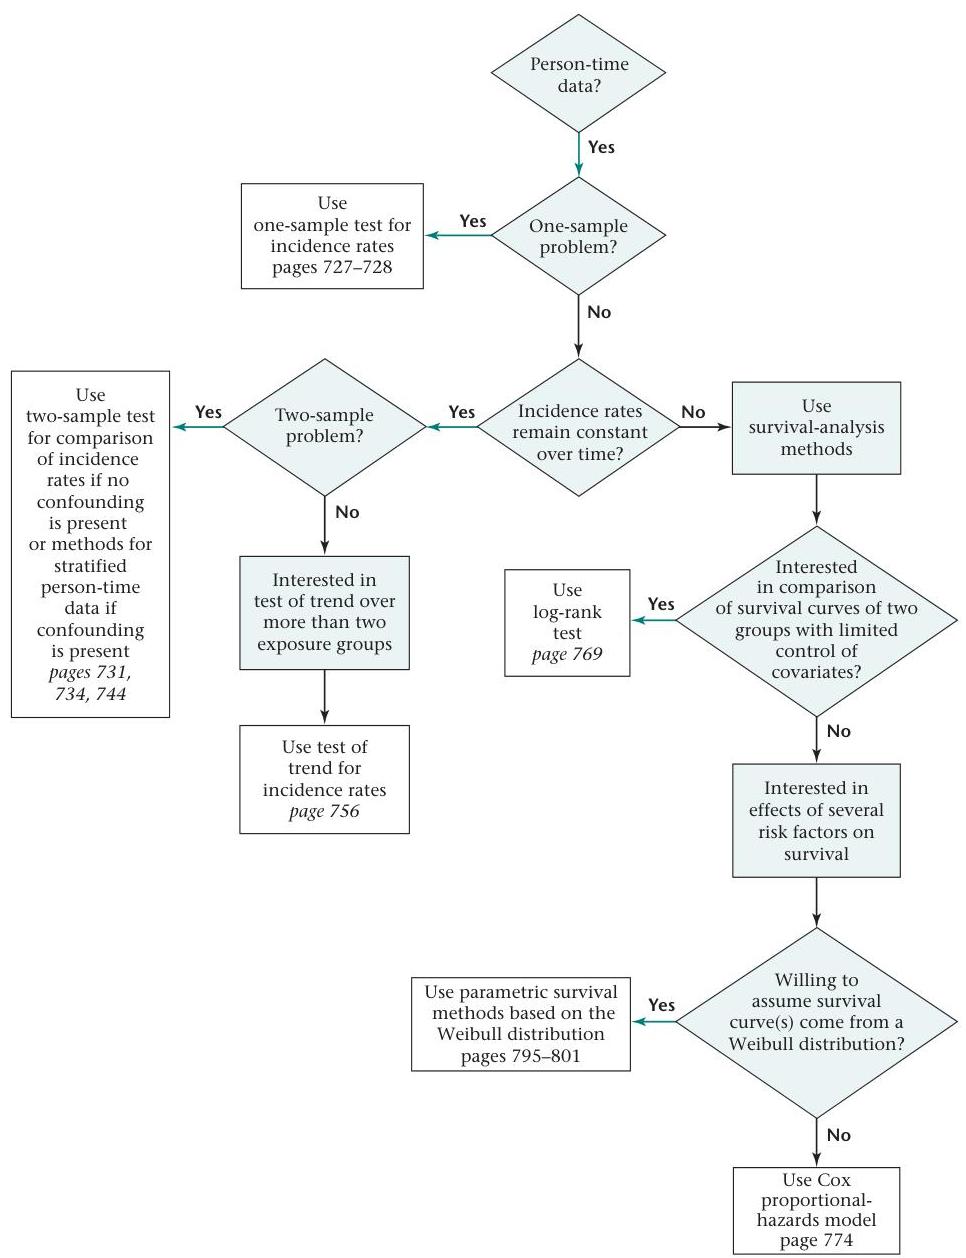 Person-time
data?
Yes
One-sample
problem?
Yes
Use
one-sample test for
incidence rates
pages 727–728
No
Incidence rates
remain constant
over time?
Yes
Two-sample
problem?
Yes
Use
two-sample test
for comparison
of incidence
rates if no
confounding
is present
or methods for
stratified
person-time
data if
confounding
is present
pages 731,
734, 744
No
Interested in
test of trend over
more than two
exposure groups
Use test of
trend for
incidence rates
page 756
No
Use
survival-analysis
methods
Interested
in comparison
of survival curves of two
groups with limited
control of
covariates?
Yes
Use
log-rank
test
page 769
No
Interested in
effects of several
risk factors on
survival
Willing to
assume survival
curve(s) come from a
Weibull distribution?
Yes
Use parametric survival
methods based on the
Weibull distribution
pages 795–801
No
Use Cox
proportional-
hazards model
page 774